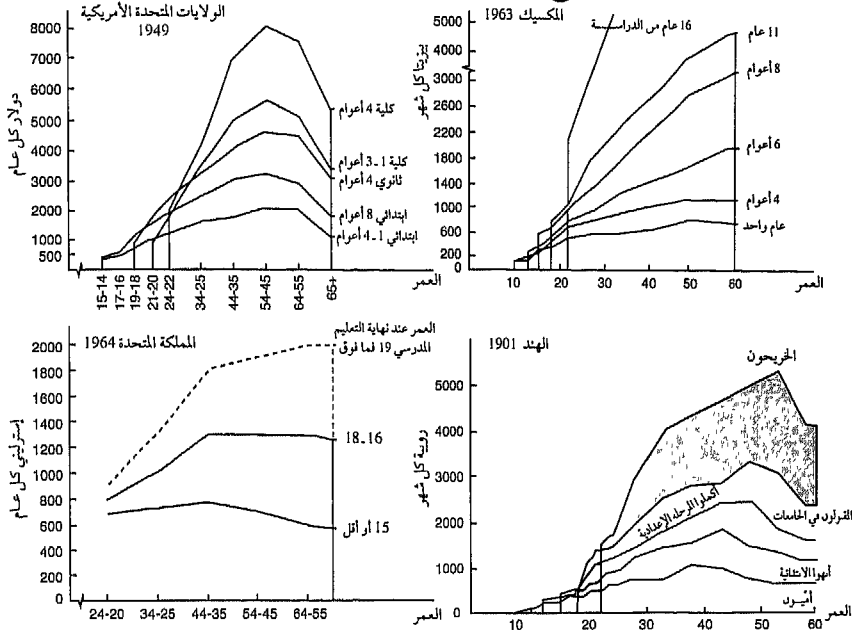 الولايات المتحدة الأمريكية
1949
دولار كل عام
8000
7000
6000
5000
4000
3000
2000
1000
500
كلية 4 أعوام
كلية 1-3 أعوام
ثانوي 4 أعوام
ابتدائي 8 أعوام
ابتدائي 1-4 أعوام
15-14
17-16
19-18
21-20
24-22
34-25
44-35
54-45
64-55
65+
العمر
المكسيك 1963
16 عام من الدراسة
بيزيتا كل شهر
5000
4000
3000
2600
2200
1800
1400
1000
600
200
0
11 عام
8 أعوام
6 أعوام
4 أعوام
عام واحد
10
20
30
40
50
60
العمر
المملكة المتحدة 1964
العمر عند نهاية التعليم
المدرسي 19 فما فوق
إسترليني كل عام
2000
1800
1600
1400
1200
1000
800
600
400
200
0
18-16
15 أو أقل
24-20
34-25
44-35
54-45
64-55
العمر
الهند 1901
الخريجون
روبية كل شهر
5000
4000
3000
2000
1000
0
أكملوا المرحلة الإعدادية
في الجامعات
أنهوا الابتدائية
أميون
10
20
30
40
50
60
العمر